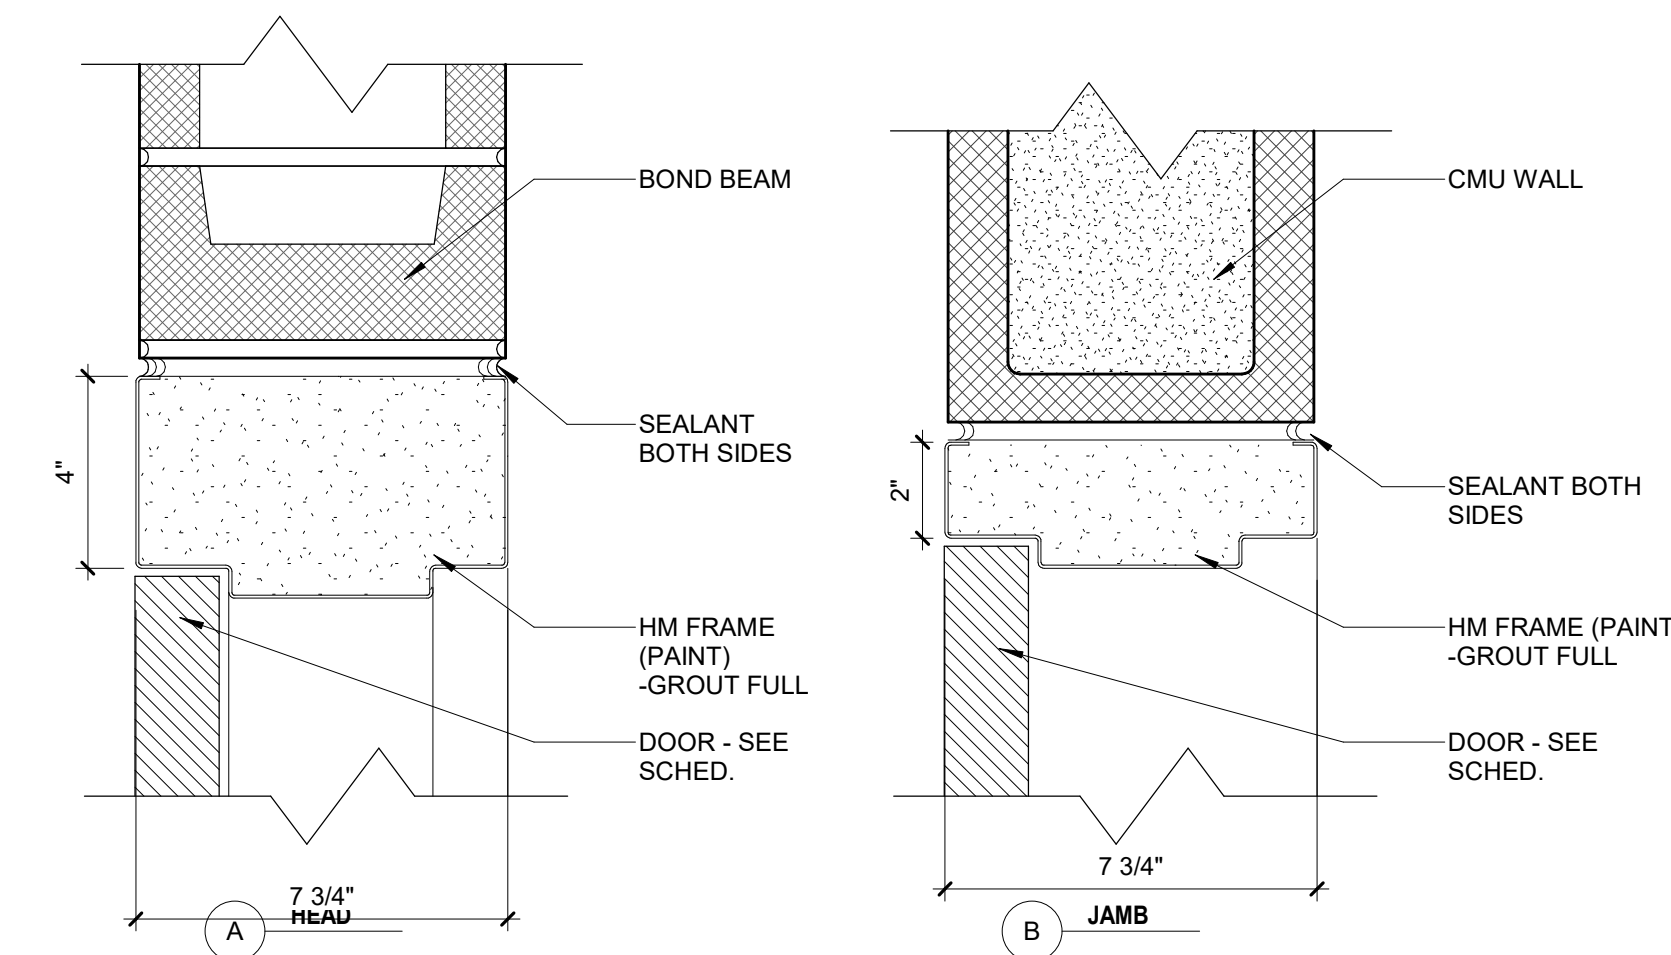 BOND BEAM
SEALANT
BOTH SIDES
4"
HM FRAME
(PAINT)
-GROUT FULL
DOOR - SEE
SCHED.
7 3/4"
A
HEAD
CMU WALL
2"
SEALANT BOTH
SIDES
HM FRAME (PAINT
-GROUT FULL
DOOR - SEE
SCHED.
7 3/4"
B
JAMB